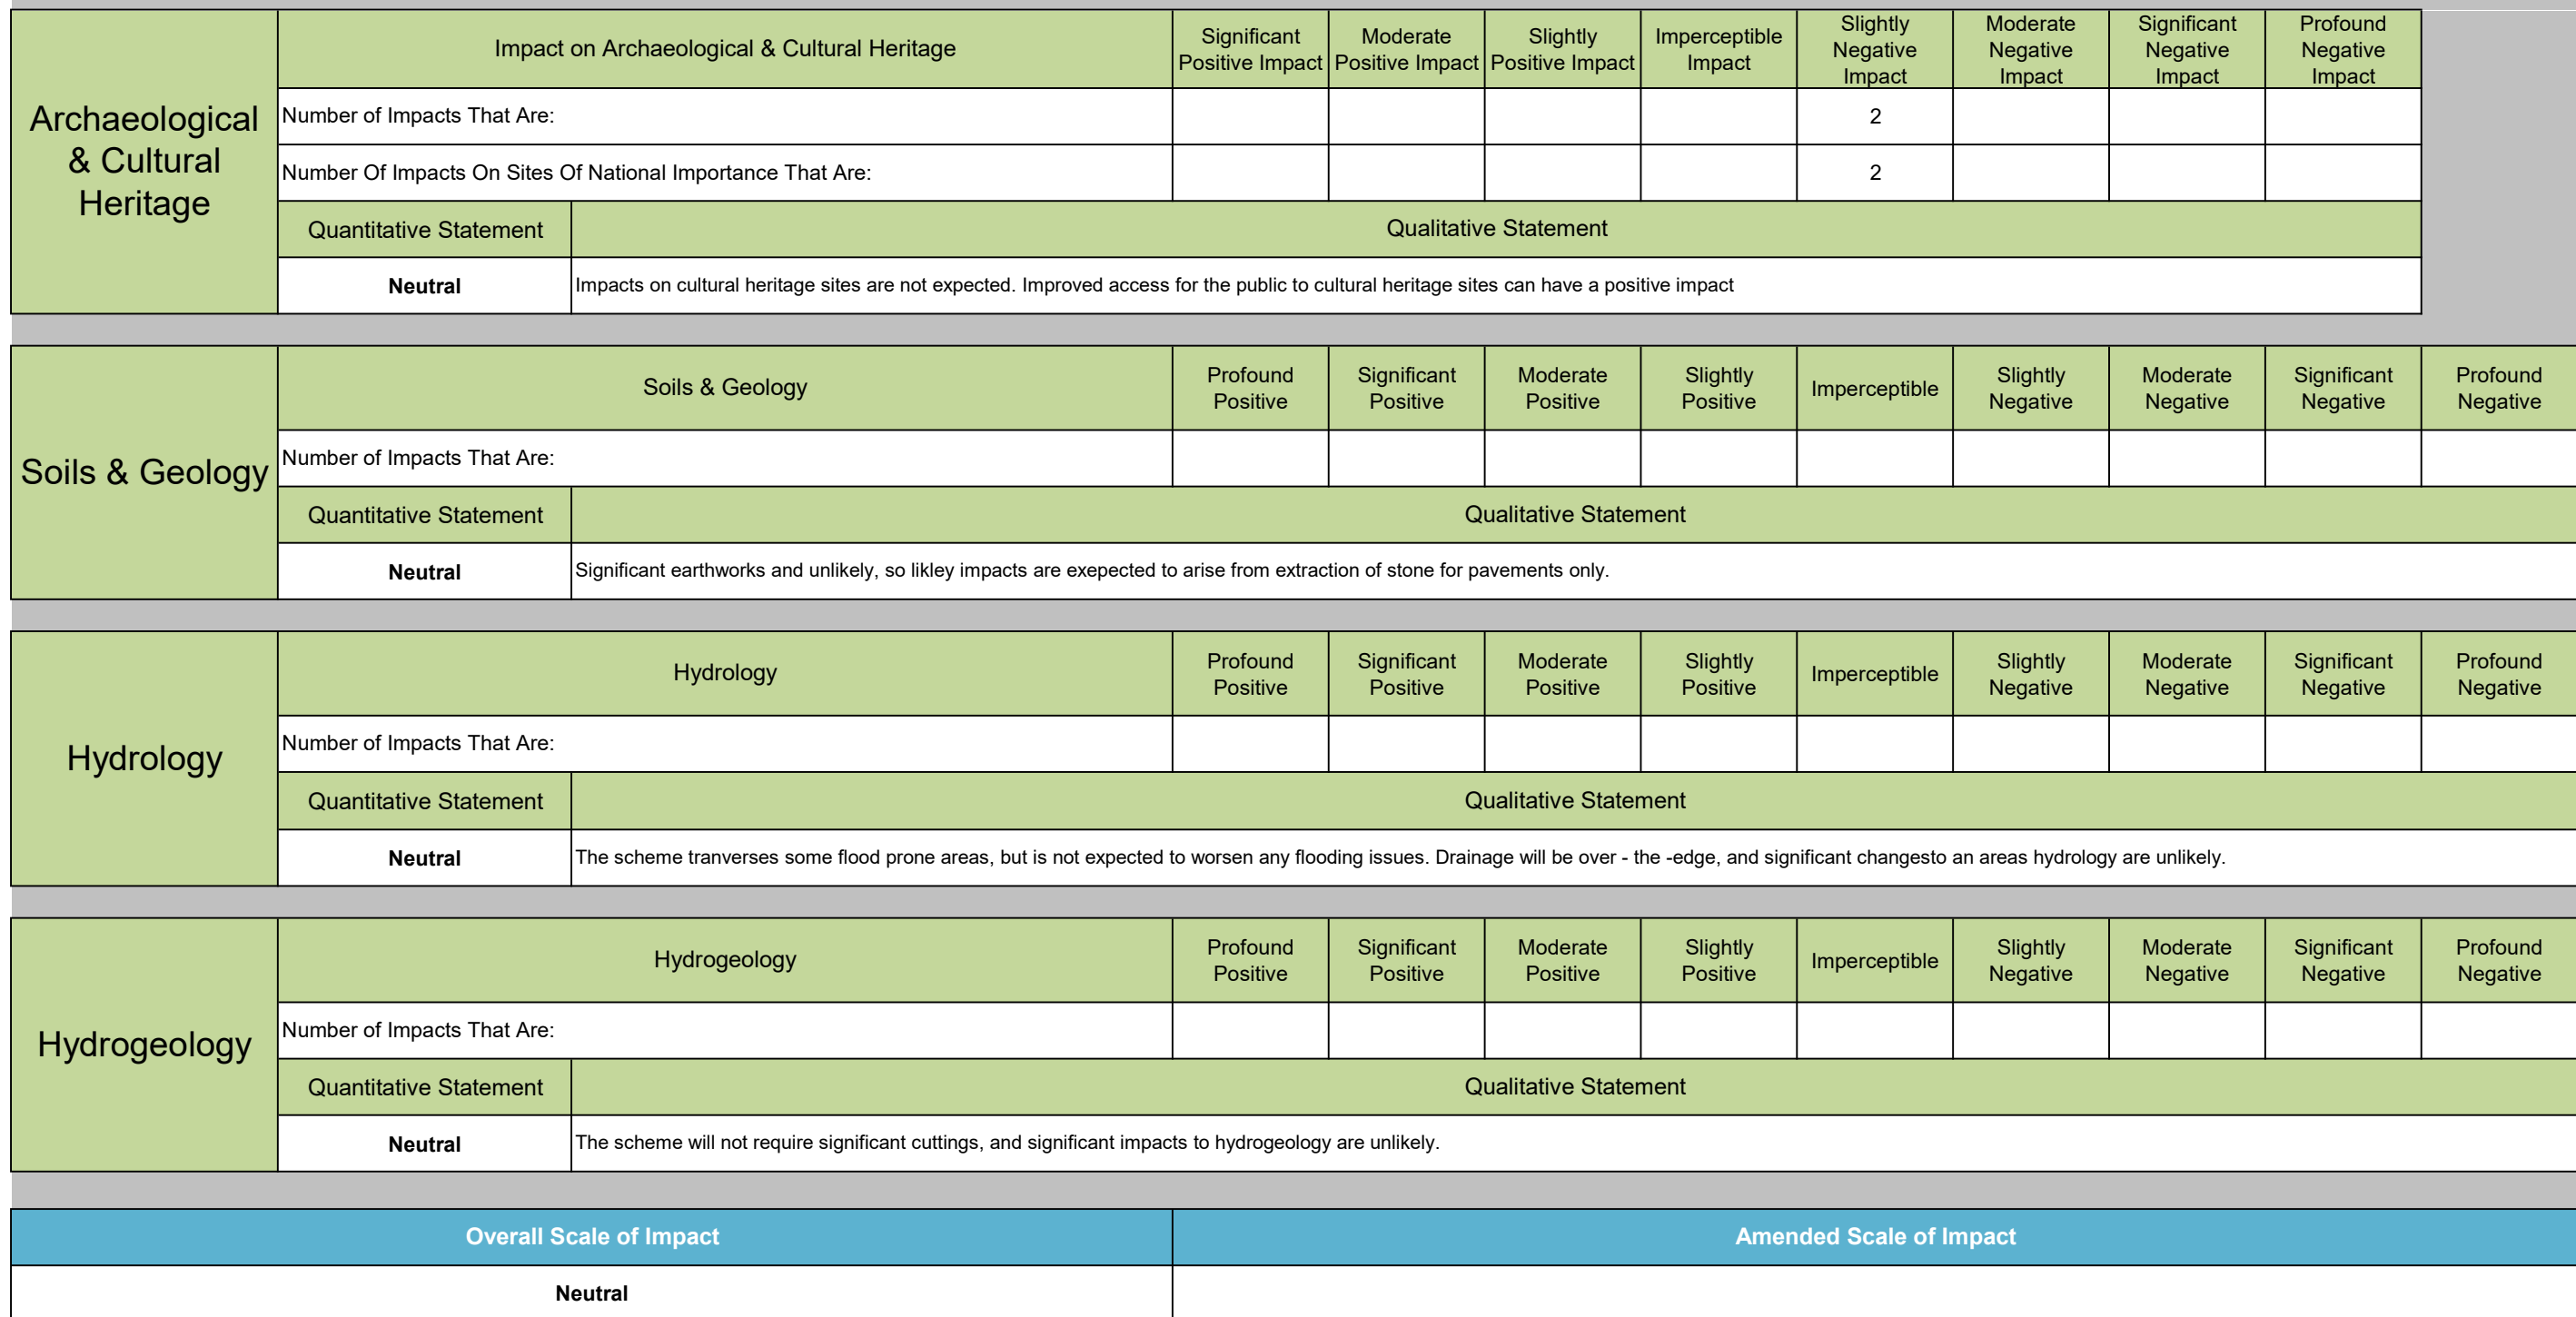 Archaeological
& Cultural
Heritage
Impact on Archaeological & Cultural Heritage
Significant
Positive Impact
Moderate
Positive Impact
Slightly
Positive Impact
Imperceptible
Impact
Slightly
Negative
Impact
Moderate
Negative
Impact
Significant
Negative
Impact
Profound
Negative
Impact
Number of Impacts That Are:
2
Number Of Impacts On Sites Of National Importance That Are:
2
Quantitative Statement
Qualitative Statement
Neutral
Impacts on cultural heritage sites are not expected. Improved access for the public to cultural heritage sites can have a positive impact
Soils & Geology
Soils & Geology
Profound
Positive
Significant
Positive
Moderate
Positive
Slightly
Positive
Imperceptible
Slightly
Negative
Moderate
Negative
Significant
Negative
Profound
Negative
Number of Impacts That Are:
Quantitative Statement
Qualitative Statement
Neutral
Significant earthworks and unlikely, so likley impacts are exepected to arise from extraction of stone for pavements only.
Hydrology
Hydrology
Profound
Positive
Significant
Positive
Moderate
Positive
Slightly
Positive
Imperceptible
Slightly
Negative
Moderate
Negative
Significant
Negative
Profound
Negative
Number of Impacts That Are:
Quantitative Statement
Qualitative Statement
Neutral
The scheme tranverses some flood prone areas, but is not expected to worsen any flooding issues. Drainage will be over - the -edge, and significant changesto an areas hydrology are unlikely.
Hydrogeology
Hydrogeology
Profound
Positive
Significant
Positive
Moderate
Positive
Slightly
Positive
Imperceptible
Slightly
Negative
Moderate
Negative
Significant
Negative
Profound
Negative
Number of Impacts That Are:
Quantitative Statement
Qualitative Statement
Neutral
The scheme will not require significant cuttings, and significant impacts to hydrogeology are unlikely.
Overall Scale of Impact
Amended Scale of Impact
Neutral